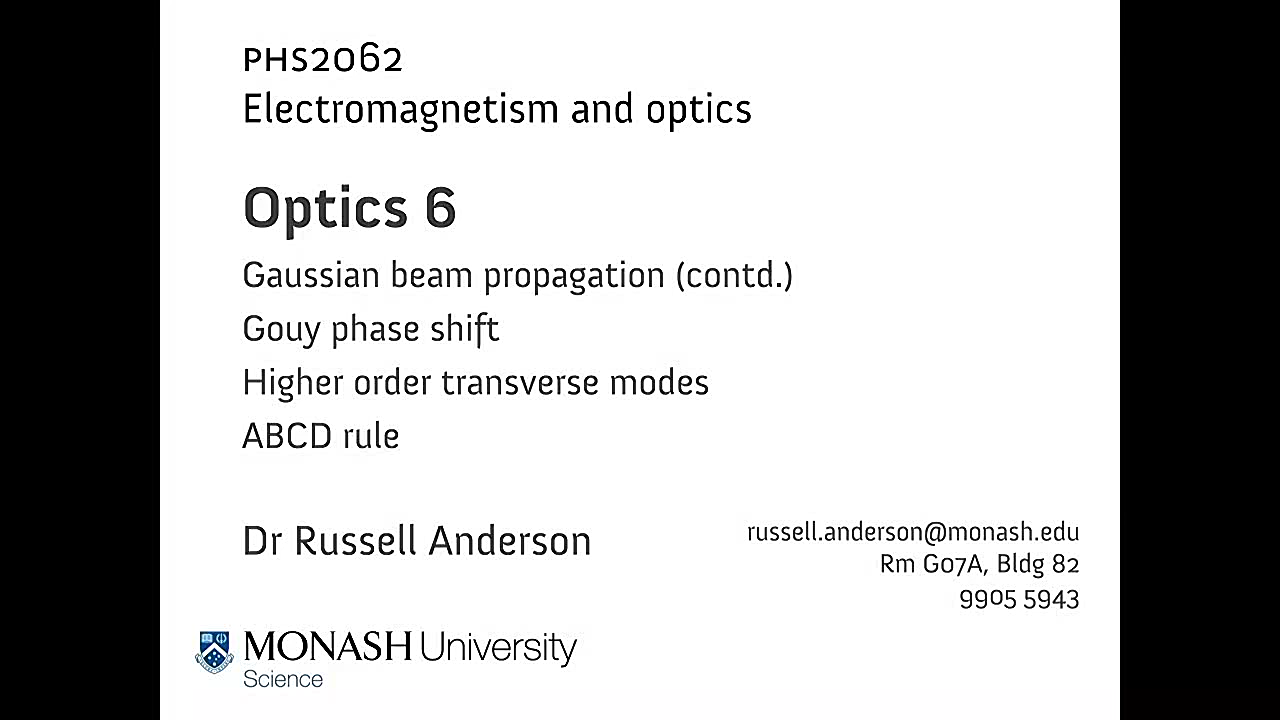 PHS2062
Electromagnetism and optics
Optics 6
Gaussian beam propagation (contd.)
Gouy phase shift
Higher order transverse modes
ABCD rule
Dr Russell Anderson
russell.anderson@monash.edu
Rm G07A, Bldg 82
9905 5943
MONASH University
Science